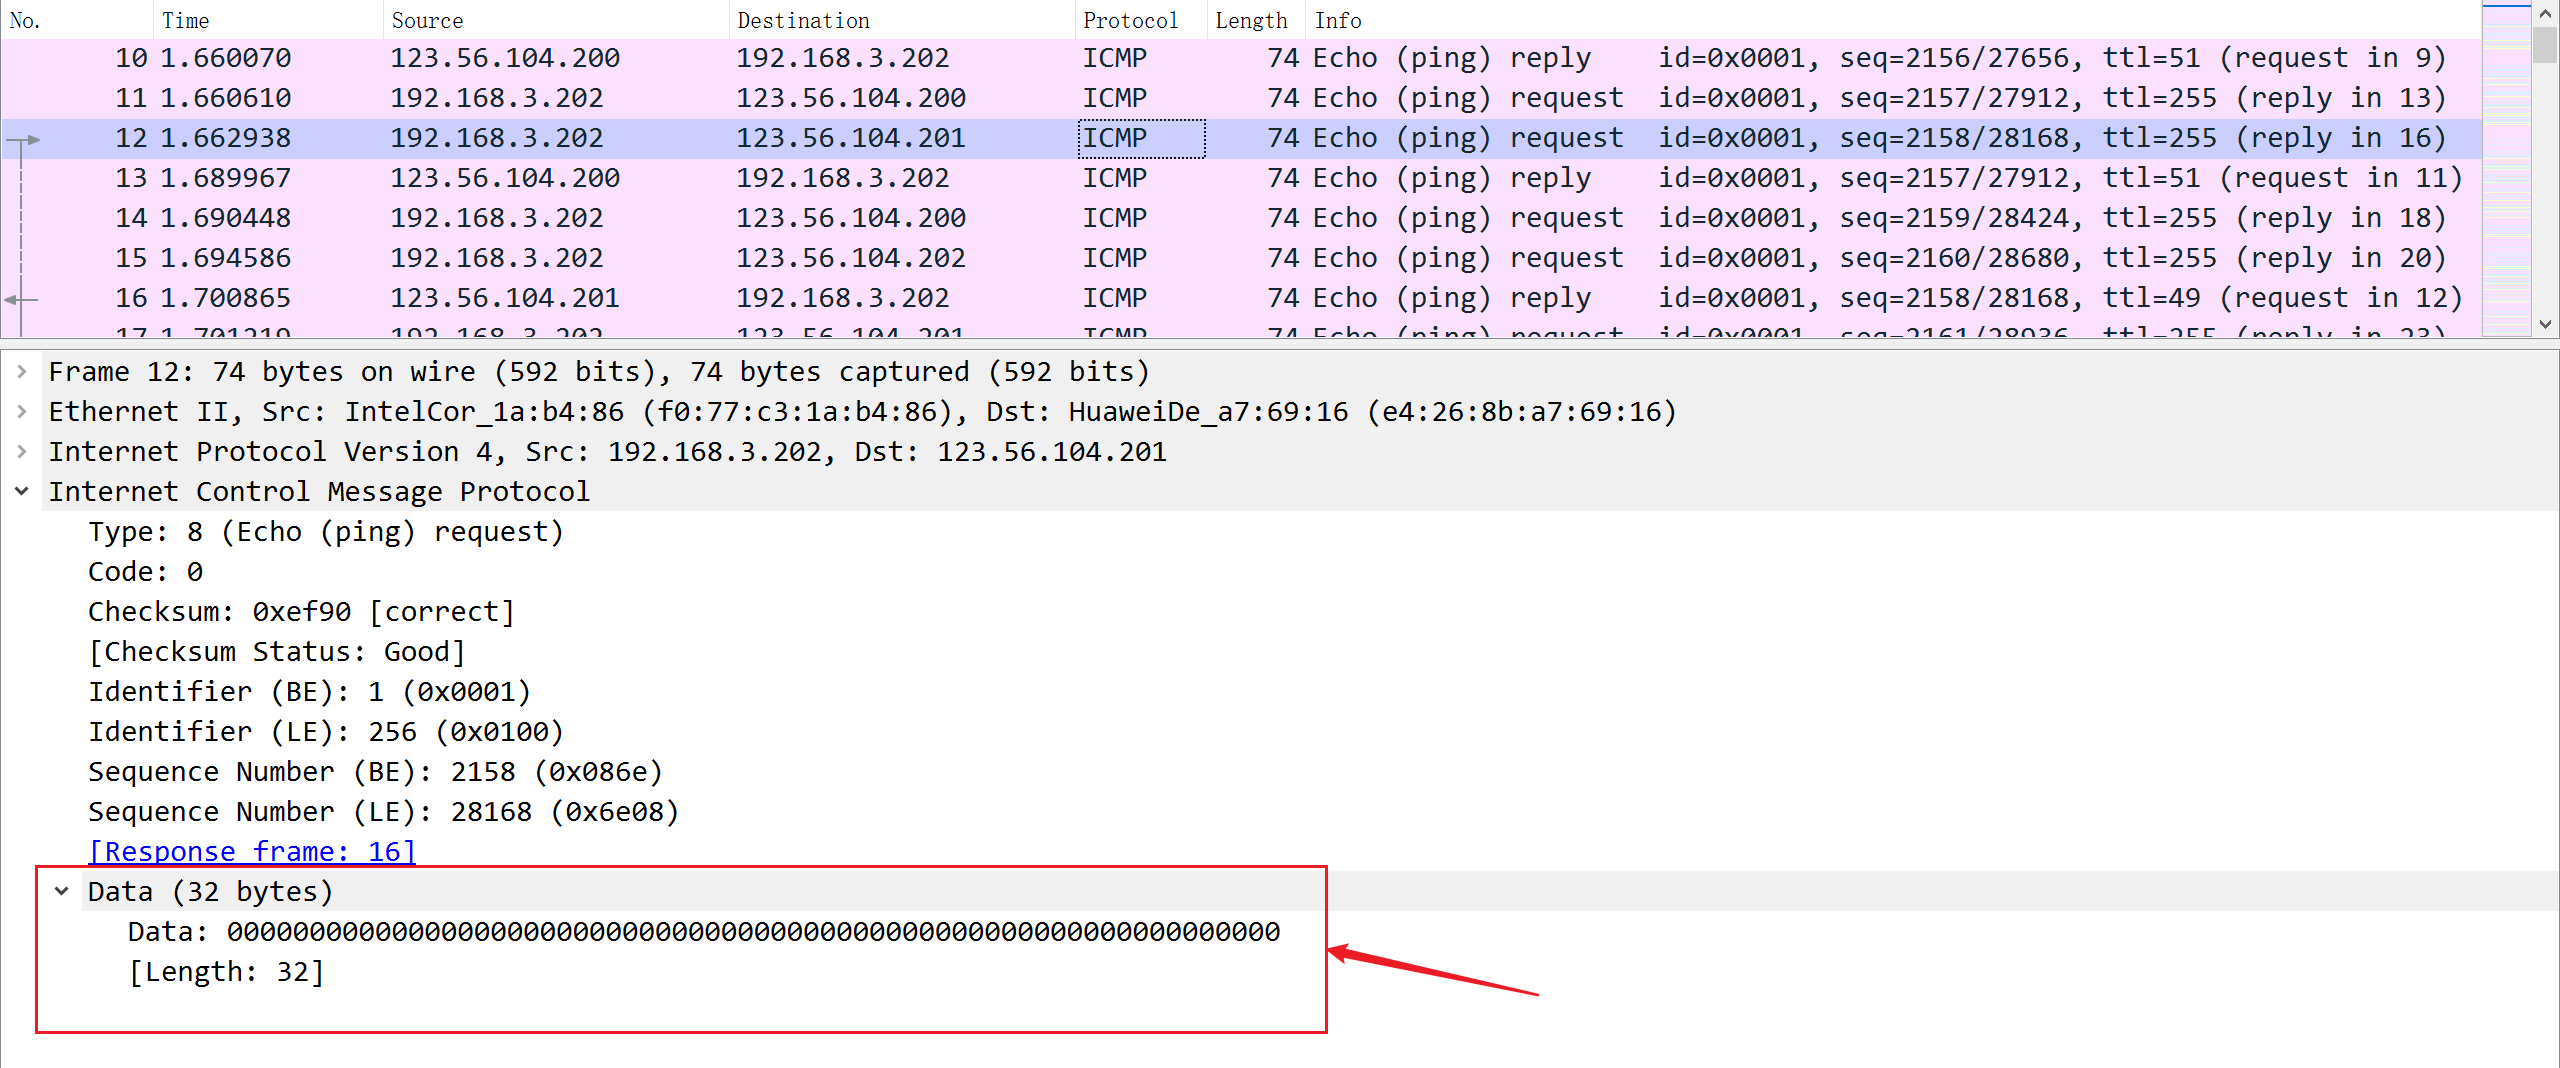 No. Time Source Destination Protocol Length Info
10 1.660070 123.56.104.200 192.168.3.202 ICMP 74 Echo (ping) reply id=0x0001, seq=2156/27656, ttl=51 (request in 9)
11 1.660610 192.168.3.202 123.56.104.200 ICMP 74 Echo (ping) request id=0x0001, seq=2157/27912, ttl=255 (reply in 13)
12 1.662938 192.168.3.202 123.56.104.201 ICMP 74 Echo (ping) request id=0x0001, seq=2158/28168, ttl=255 (reply in 16)
13 1.689967 123.56.104.200 192.168.3.202 ICMP 74 Echo (ping) reply id=0x0001, seq=2157/27912, ttl=51 (request in 11)
14 1.690448 192.168.3.202 123.56.104.200 ICMP 74 Echo (ping) request id=0x0001, seq=2159/28424, ttl=255 (reply in 18)
15 1.694586 192.168.3.202 123.56.104.202 ICMP 74 Echo (ping) request id=0x0001, seq=2160/28680, ttl=255 (reply in 20)
16 1.700865 123.56.104.201 192.168.3.202 ICMP 74 Echo (ping) reply id=0x0001, seq=2158/28168, ttl=49 (request in 12)
17 1.701219 192.168.3.202 123.56.104.201 ICMP 74 Echo (ping) request id=0x0001, seq=2161/28936, ttl=255 (reply in 23)
Frame 12: 74 bytes on wire (592 bits), 74 bytes captured (592 bits)
Ethernet II, Src: IntelCor_1a:b4:86 (f0:77:c3:1a:b4:86), Dst: HuaweiDe_a7:69:16 (e4:26:8b:a7:69:16)
Internet Protocol Version 4, Src: 192.168.3.202, Dst: 123.56.104.201
Internet Control Message Protocol
Type: 8 (Echo (ping) request)
Code: 0
Checksum: 0xef90 [correct]
[Checksum Status: Good]
Identifier (BE): 1 (0x0001)
Identifier (LE): 256 (0x0100)
Sequence Number (BE): 2158 (0x086e)
Sequence Number (LE): 28168 (0x6e08)
[Response frame: 16]
Data (32 bytes)
Data: 0000000000000000000000000000000000000000000000000000000000000000
[Length: 32]